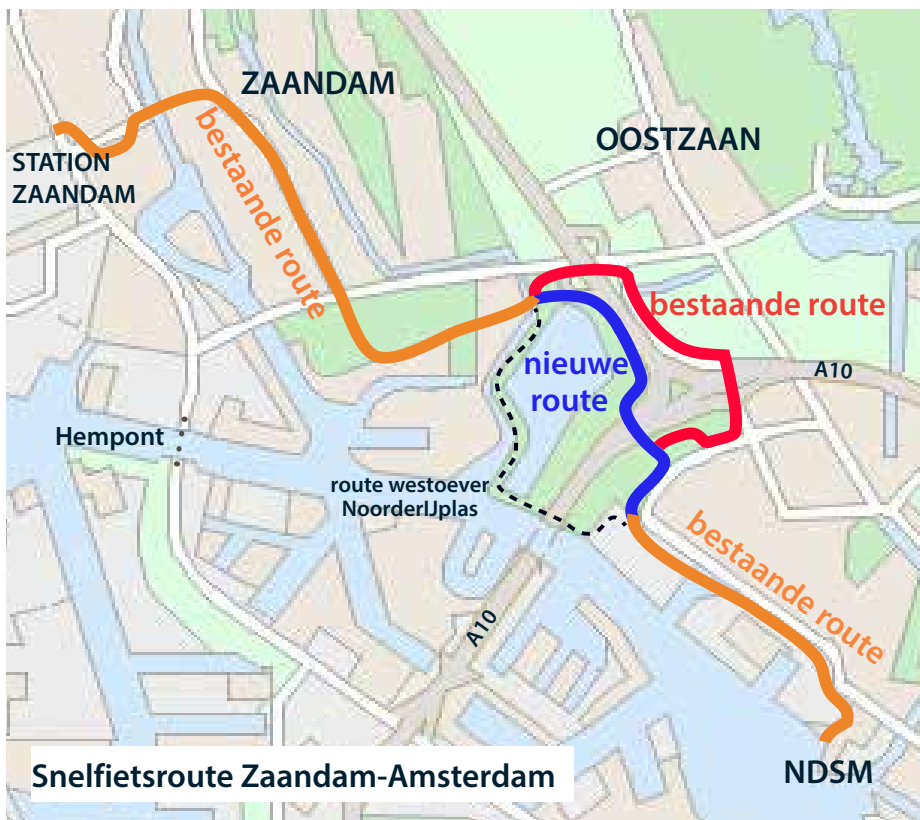 ZAANDAM
OOSTZAAN
STATION
ZAANDAM
bestaande route
bestaande route
nieuwe
route
A10
Hempont
route westoever
NoorderIJplas
bestaande route
A10
NDSM
Snelfietsroute Zaandam-Amsterdam